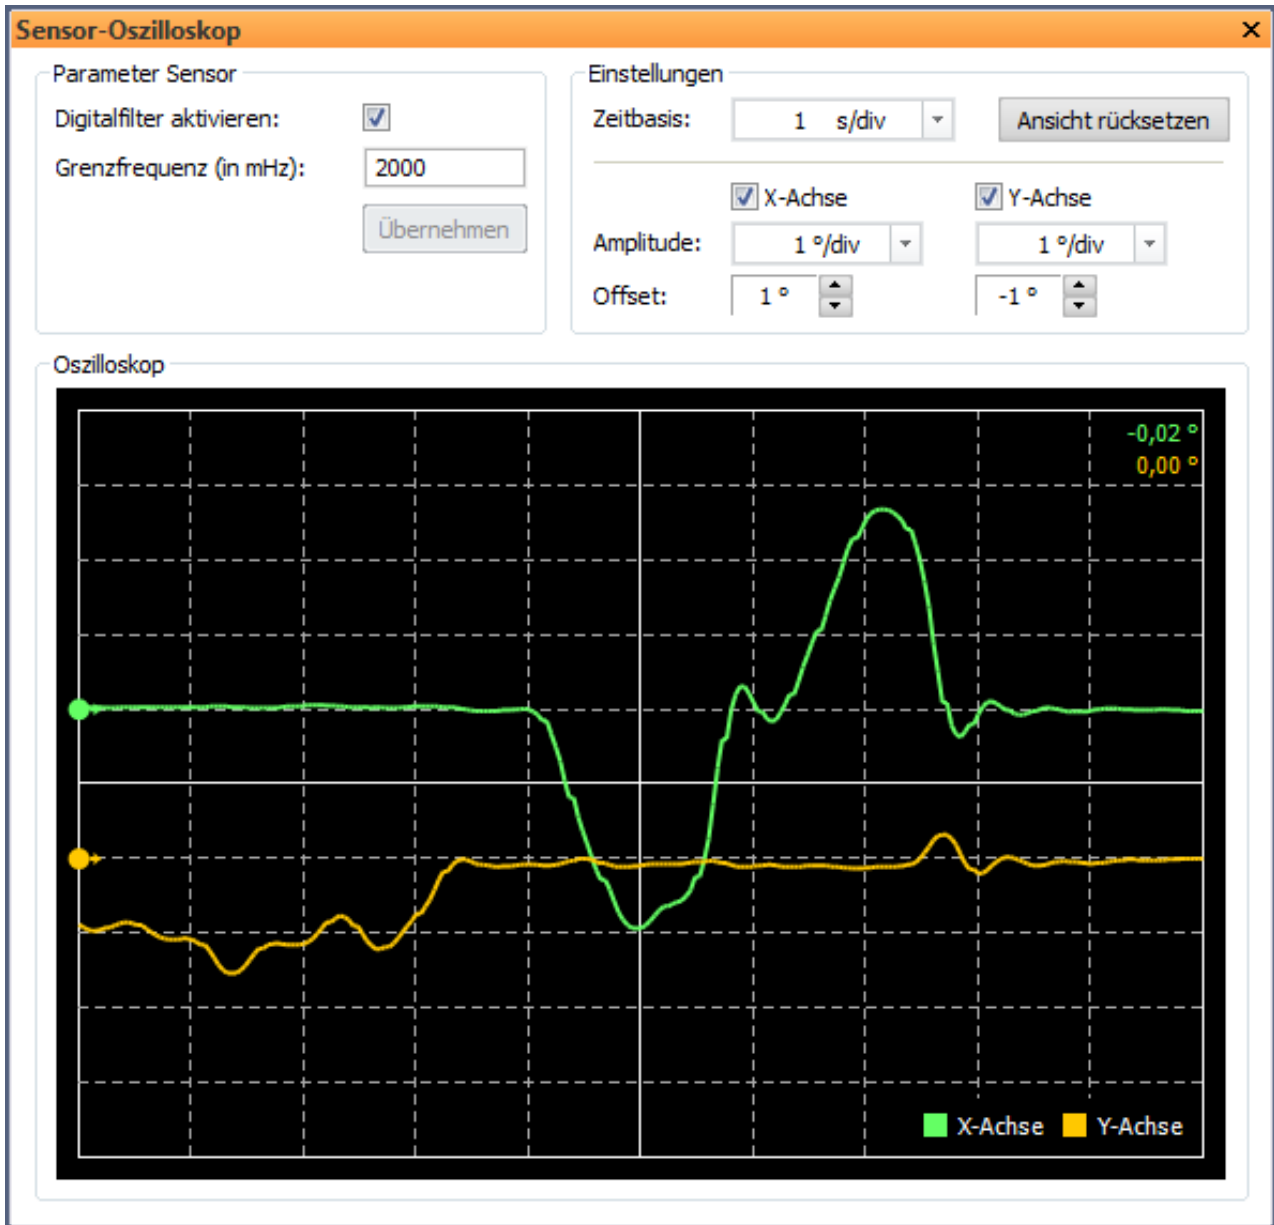 Sensor-Oszilloskop
Parameter Sensor
Digitalfilter aktivieren:
Grenzfrequenz (in mHz): 2000
Übernehmen
Einstellungen
Zeitbasis: 1 s/div Ansicht rücksetzen
X-Achse Y-Achse
Amplitude: 1 °/div 1 °/div
Offset: 1 ° -1 °
Oszilloskop
-0,02 °
0,00 °
X-Achse Y-Achse